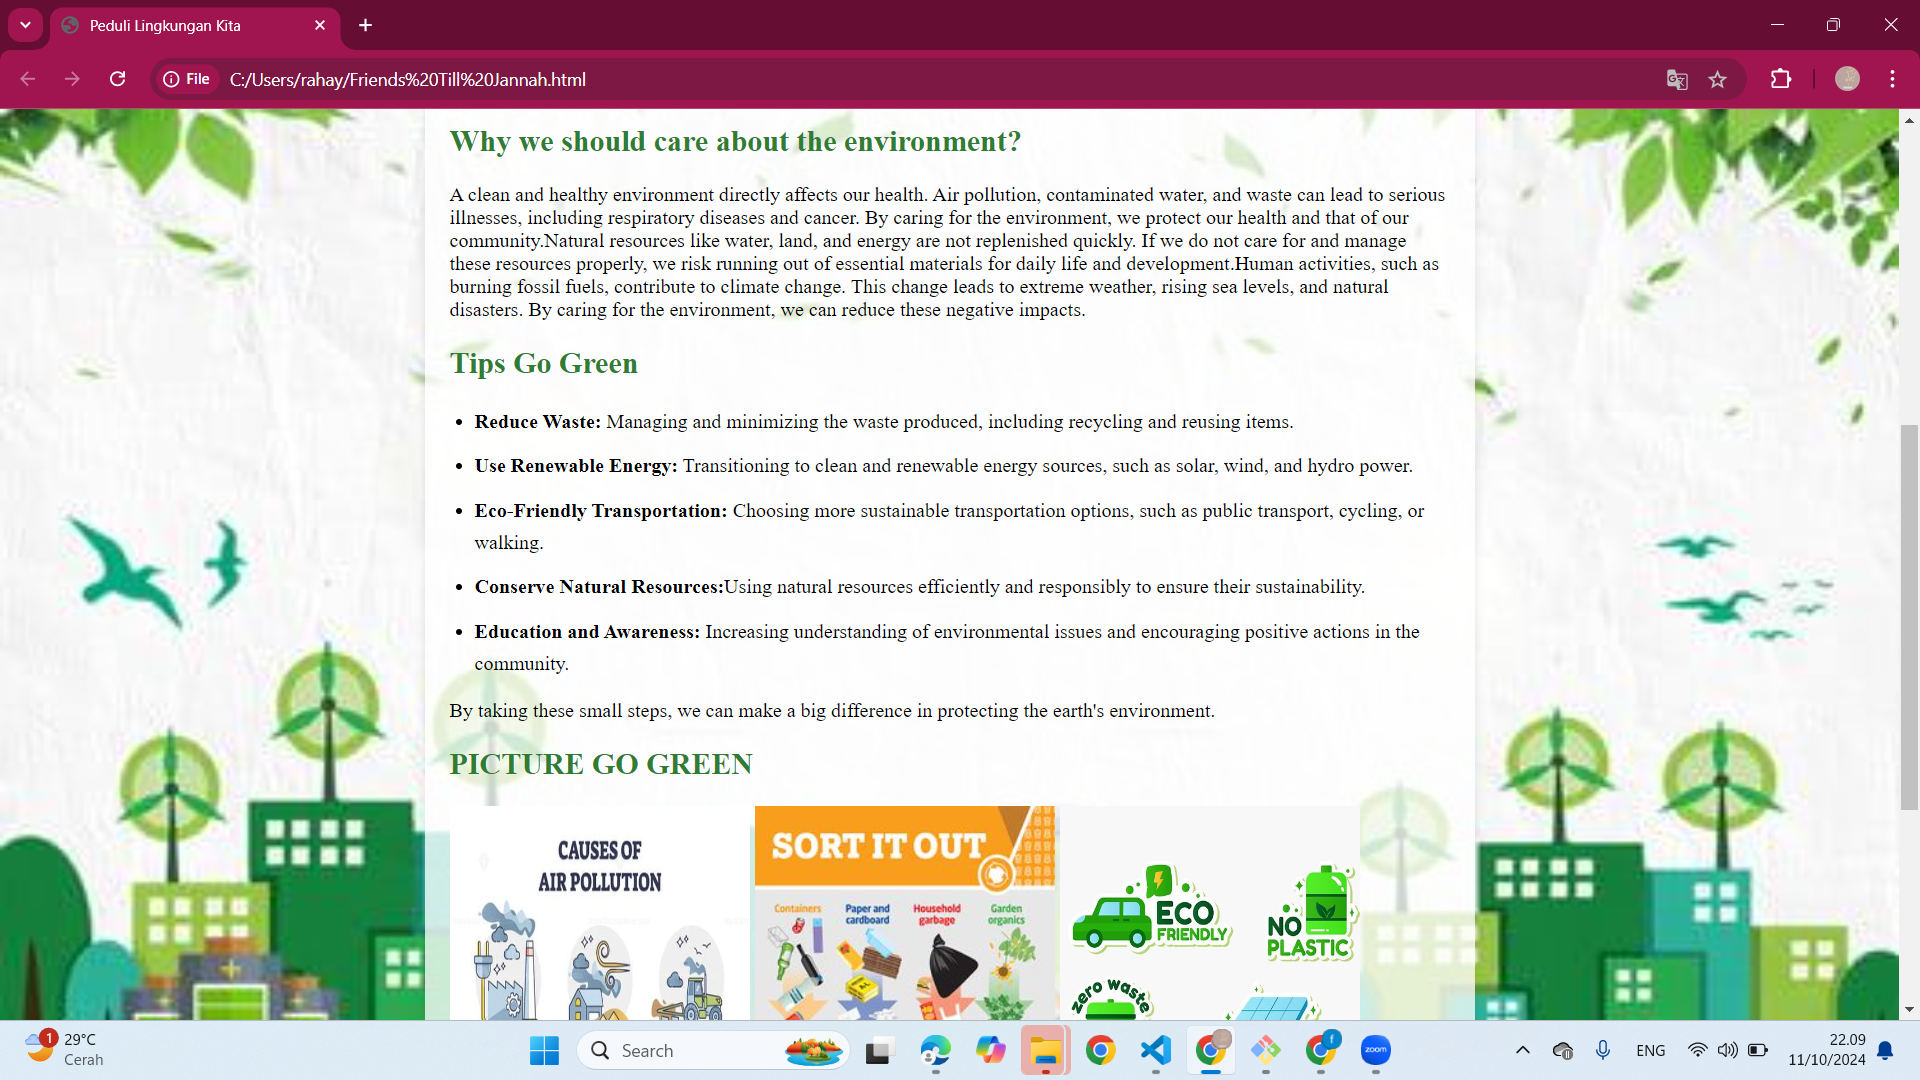 Peduli Lingkungan Kita
File
C:/Users/rahay/Friends%20Till%20Jannah.html
Why we should care about the environment?
A clean and healthy environment directly affects our health. Air pollution, contaminated water, and waste can lead to serious
illnesses, including respiratory diseases and cancer. By caring for the environment, we protect our health and that of our
community.Natural resources like water, land, and energy are not replenished quickly. If we do not care for and manage
these resources properly, we risk running out of essential materials for daily life and development.Human activities, such as
burning fossil fuels, contribute to climate change. This change leads to extreme weather, rising sea levels, and natural
disasters. By caring for the environment, we can reduce these negative impacts.
Tips Go Green
• Reduce Waste: Managing and minimizing the waste produced, including recycling and reusing items.
• Use Renewable Energy: Transitioning to clean and renewable energy sources, such as solar, wind, and hydro power.
• Eco-Friendly Transportation: Choosing more sustainable transportation options, such as public transport, cycling, or
walking.
• Conserve Natural Resources:Using natural resources efficiently and responsibly to ensure their sustainability.
• Education and Awareness: Increasing understanding of environmental issues and encouraging positive actions in the
community.
By taking these small steps, we can make a big difference in protecting the earth's environment.
PICTURE GO GREEN
CAUSES OF
AIR POLLUTION
SORT IT OUT
Containers
Paper and
cardboard
Household
garbage
Garden
organics
ECO
FRIENDLY
NO
PLASTIC
zero waste
1
29°C
Cerah
Search
zoom
ENG
22.09
11/10/2024